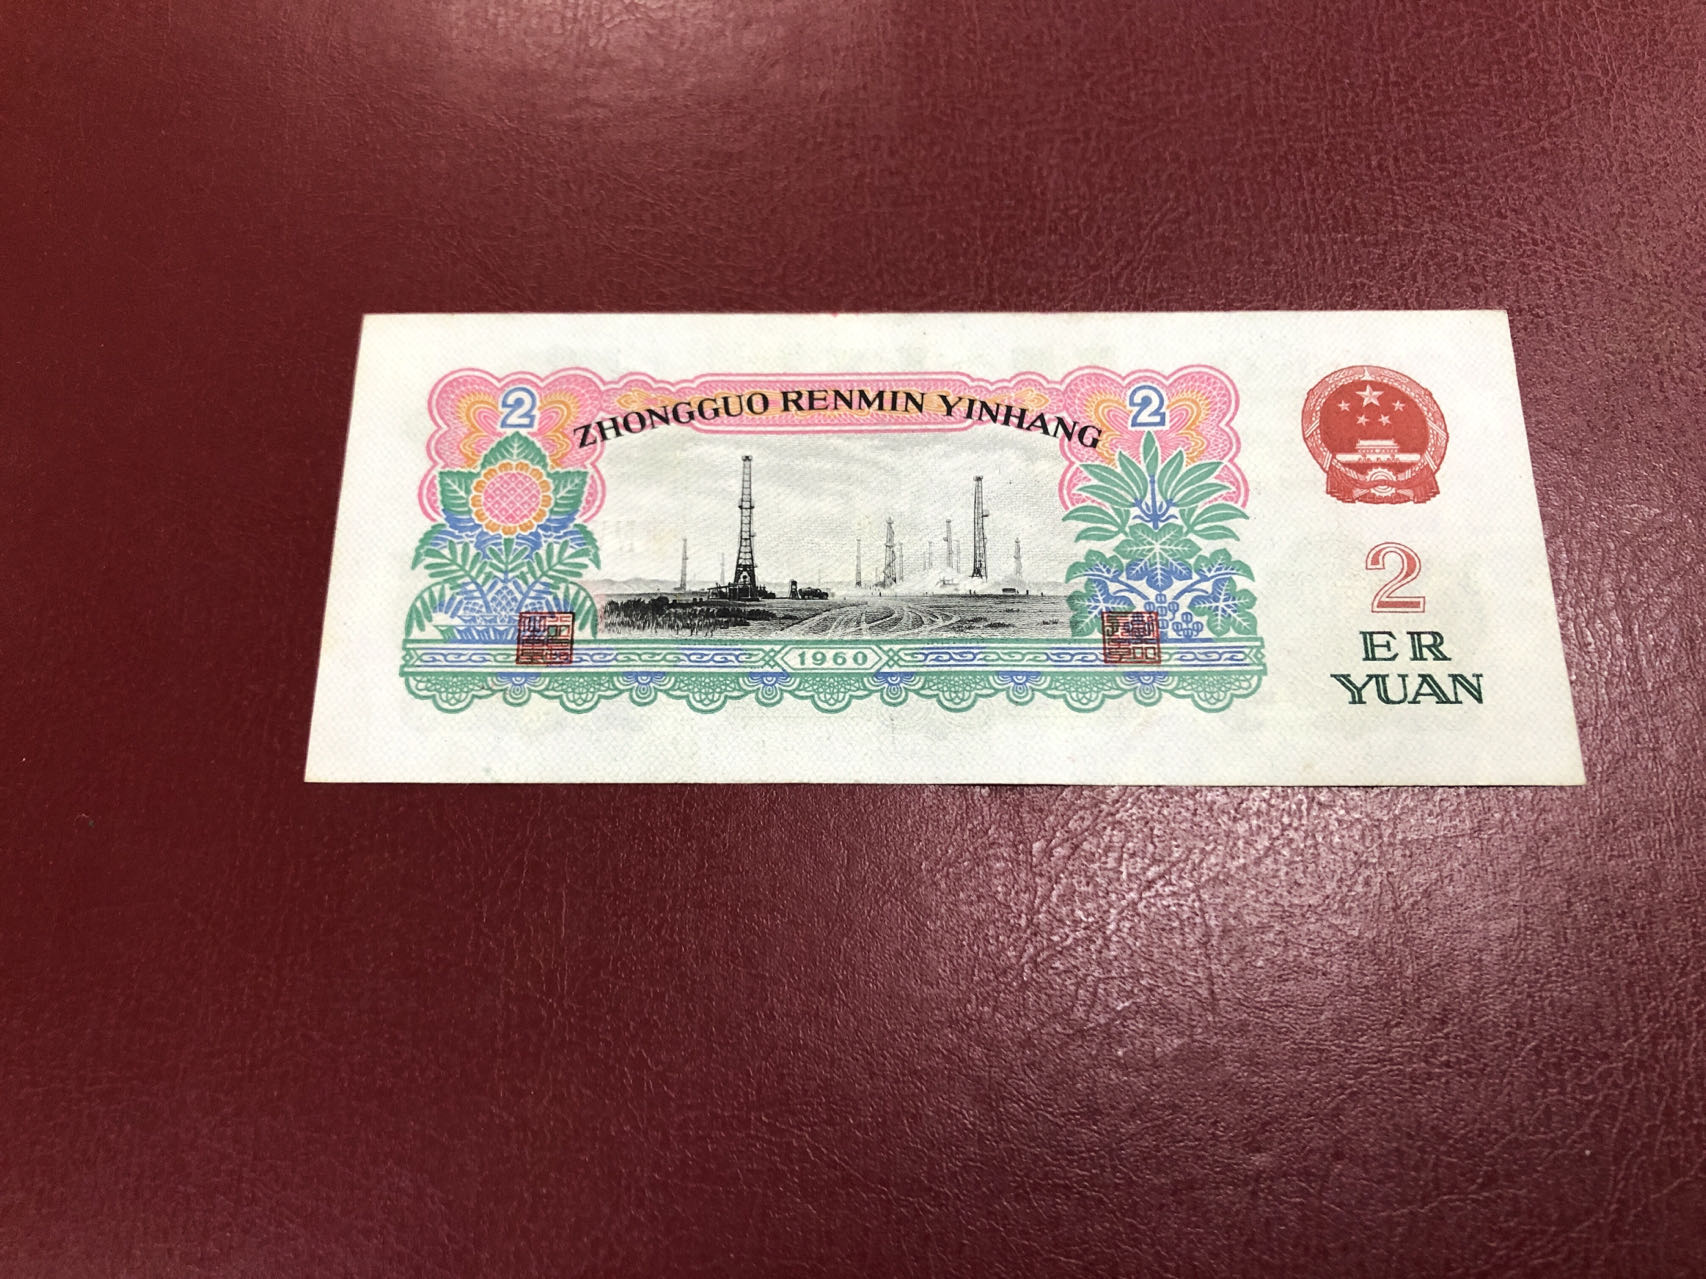 2
ZHONGGUO RENMIN YINHANG
2
1960
2
ER
YUAN